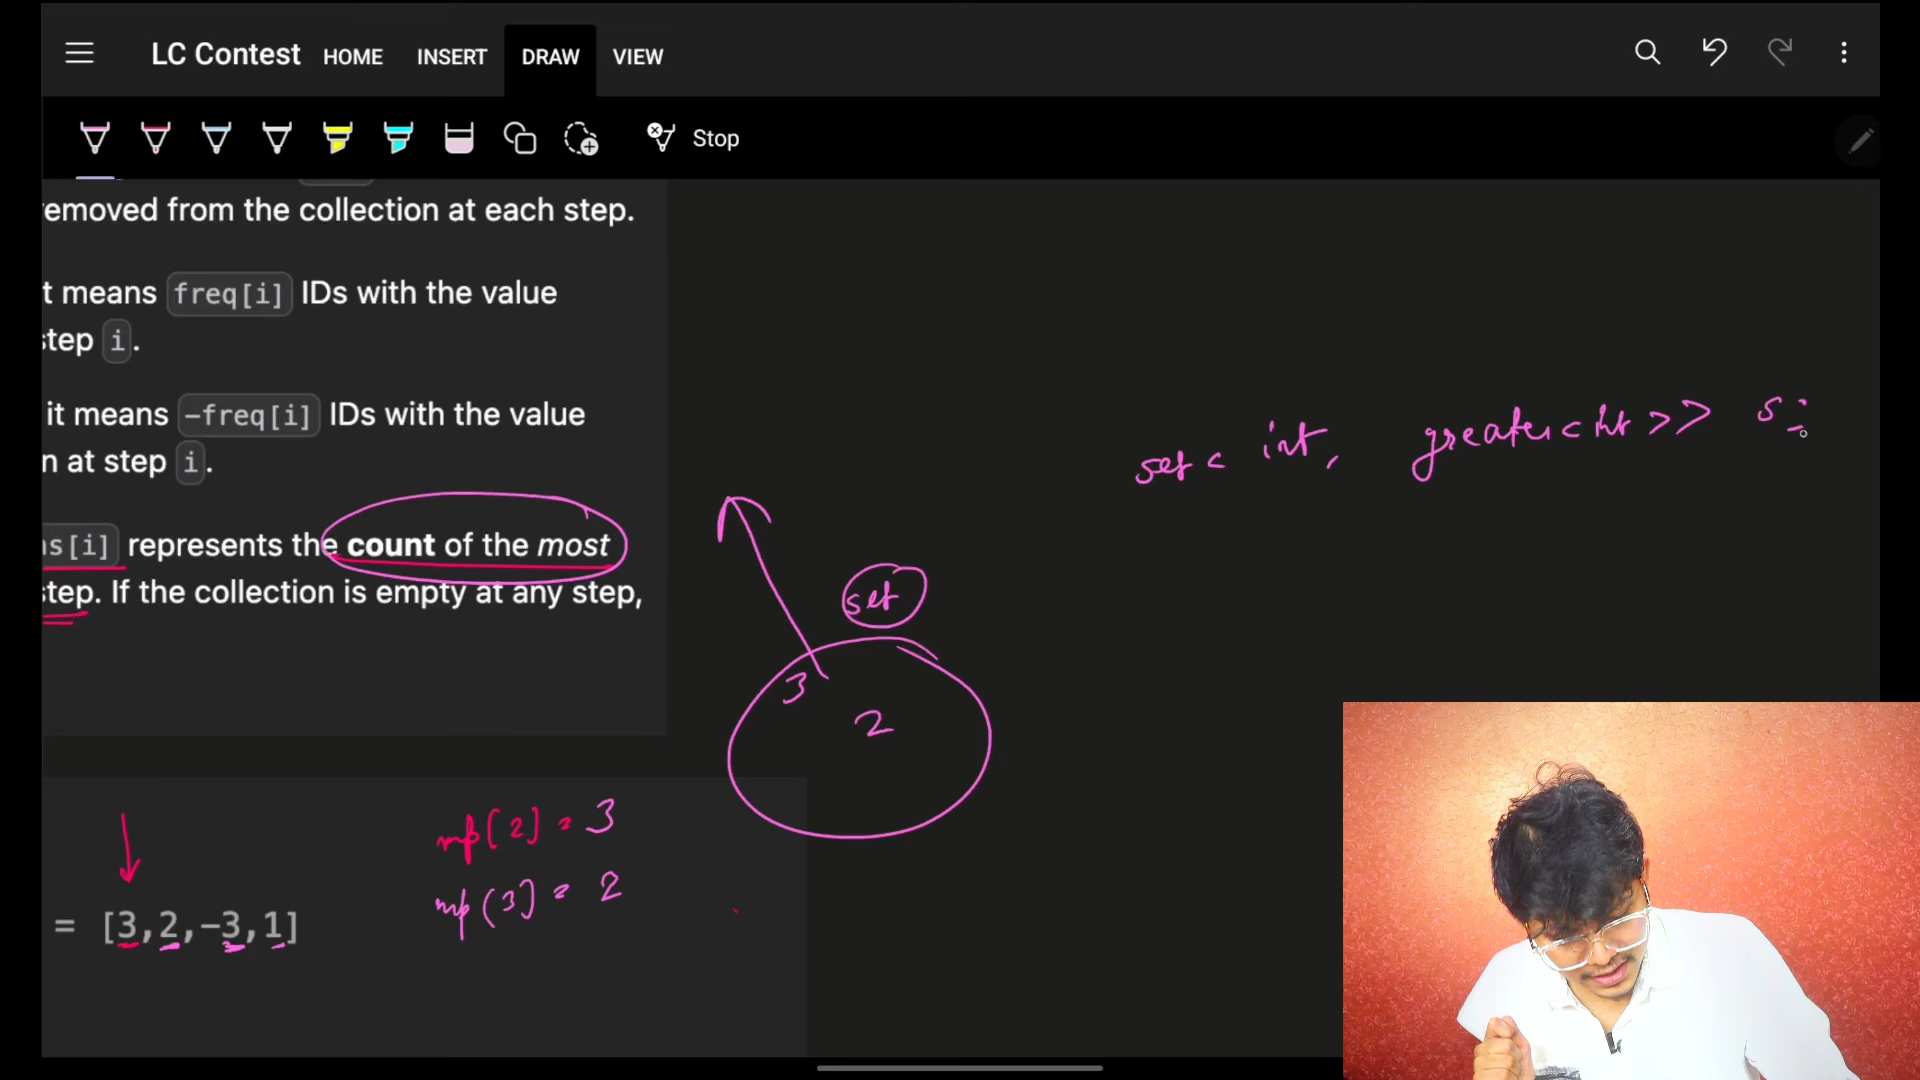 LC Contest HOME INSERT DRAW VIEW
Stop
emoved from the collection at each step.
t means freq[i] IDs with the value
step i.
it means -freq[i] IDs with the value
n at step i.
ns[i] represents the count of the most
step. If the collection is empty at any step,
set< int, greater<int>> s;
set
3
2
mp[2] = 3
mp[3] = 2
= [3,2,-3,1]